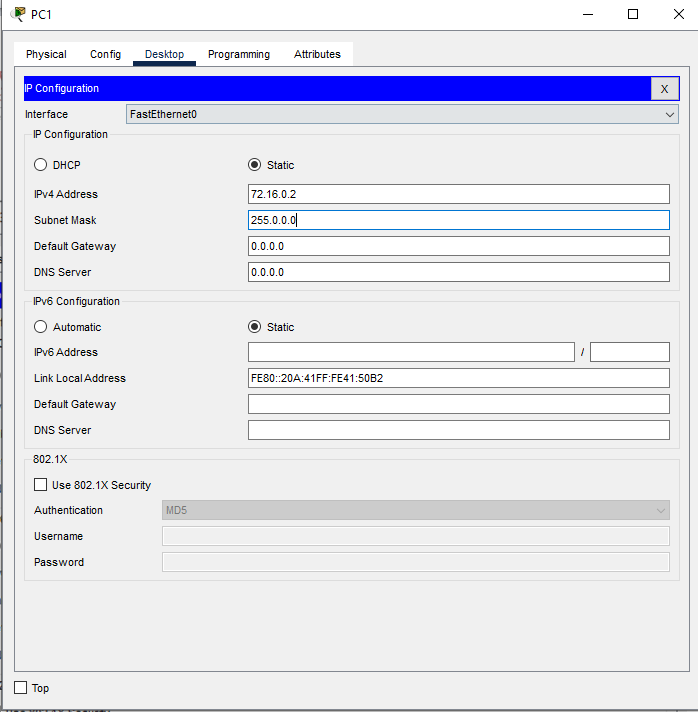 PC1
Physical Config Desktop Programming Attributes
IP Configuration X
Interface FastEthernet0
IP Configuration
DHCP Static
IPv4 Address 72.16.0.2
Subnet Mask 255.0.0.0
Default Gateway 0.0.0.0
DNS Server 0.0.0.0
IPv6 Configuration
Automatic Static
IPv6 Address /
Link Local Address FE80::20A:41FF:FE41:50B2
Default Gateway
DNS Server
802.1X
Use 802.1X Security
Authentication MD5
Username
Password
Top